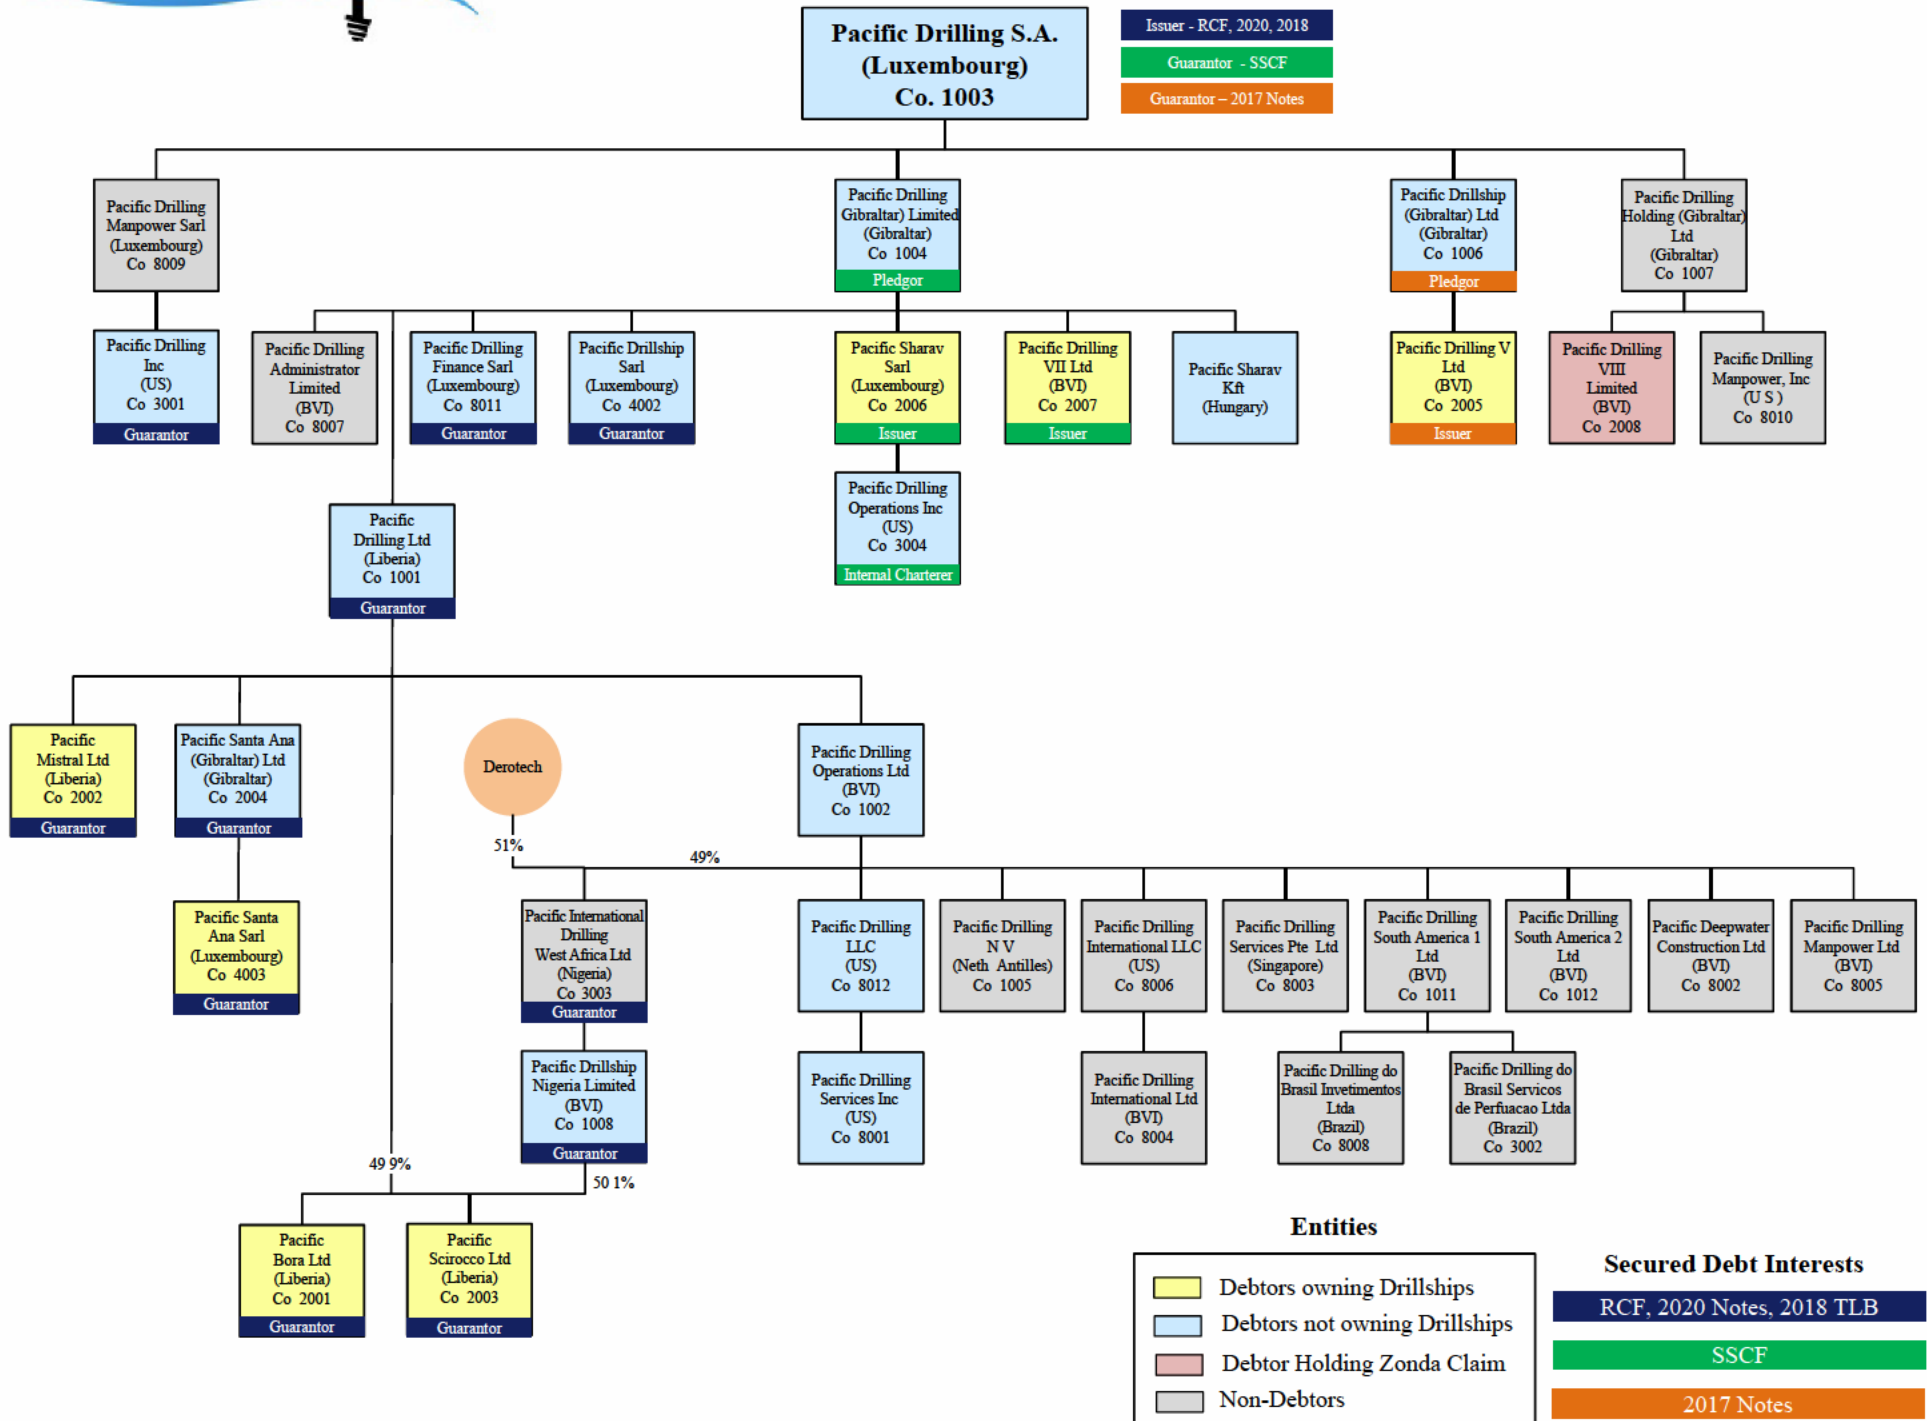 Pacific Drilling S.A.
(Luxembourg)
Co. 1003
Issuer - RCF, 2020, 2018
Guarantor - SSCF
Guarantor – 2017 Notes
Pacific Drilling
Manpower Sarl
(Luxembourg)
Co 8009
Pacific Drilling
Gibraltar) Limited
(Gibraltar)
Co 1004
Pledgor
Pacific Drillship
(Gibraltar) Ltd
(Gibraltar)
Co 1006
Pledgor
Pacific Drilling
Holding (Gibraltar)
Ltd
(Gibraltar)
Co 1007
Pacific Drilling
Inc
(US)
Co 3001
Guarantor
Pacific Drilling
Administrator
Limited
(BVI)
Co 8007
Pacific Drilling
Finance Sarl
(Luxembourg)
Co 8011
Guarantor
Pacific Drillship
Sarl
(Luxembourg)
Co 4002
Guarantor
Pacific Sharav
Sarl
(Luxembourg)
Co 2006
Issuer
Pacific Drilling
VII Ltd
(BVI)
Co 2007
Issuer
Pacific Sharav
Kft
(Hungary)
Pacific Drilling V
Ltd
(BVI)
Co 2005
Issuer
Pacific Drilling
VIII
Limited
(BVI)
Co 2008
Pacific Drilling
Manpower, Inc
(U S )
Co 8010
Pacific Drilling
Operations Inc
(US)
Co 3004
Internal Charterer
Pacific
Drilling Ltd
(Liberia)
Co 1001
Guarantor
Pacific
Mistral Ltd
(Liberia)
Co 2002
Guarantor
Pacific Santa Ana
(Gibraltar) Ltd
(Gibraltar)
Co 2004
Guarantor
Derotech
Pacific Drilling
Operations Ltd
(BVI)
Co 1002
51%
49%
Pacific Santa
Ana Sarl
(Luxembourg)
Co 4003
Guarantor
Pacific International
Drilling
West Africa Ltd
(Nigeria)
Co 3003
Guarantor
Pacific Drilling
LLC
(US)
Co 8012
Pacific Drilling
N V
(Neth Antilles)
Co 1005
Pacific Drilling
International LLC
(US)
Co 8006
Pacific Drilling
Services Pte Ltd
(Singapore)
Co 8003
Pacific Drilling
South America 1
Ltd
(BVI)
Co 1011
Pacific Drilling
South America 2
Ltd
(BVI)
Co 1012
Pacific Deepwater
Construction Ltd
(BVI)
Co 8002
Pacific Drilling
Manpower Ltd
(BVI)
Co 8005
Pacific Drillship
Nigeria Limited
(BVI)
Co 1008
Guarantor
Pacific Drilling
Services Inc
(US)
Co 8001
Pacific Drilling
International Ltd
(BVI)
Co 8004
Pacific Drilling do
Brasil Invetimentos
Ltda
(Brazil)
Co 8008
Pacific Drilling do
Brasil Servicos
de Perfuacao Ltda
(Brazil)
Co 3002
49 9%
50 1%
Pacific
Bora Ltd
(Liberia)
Co 2001
Guarantor
Pacific
Scirocco Ltd
(Liberia)
Co 2003
Guarantor
Entities
Debtors owning Drillships
Debtors not owning Drillships
Debtor Holding Zonda Claim
Non-Debtors
Secured Debt Interests
RCF, 2020 Notes, 2018 TLB
SSCF
2017 Notes